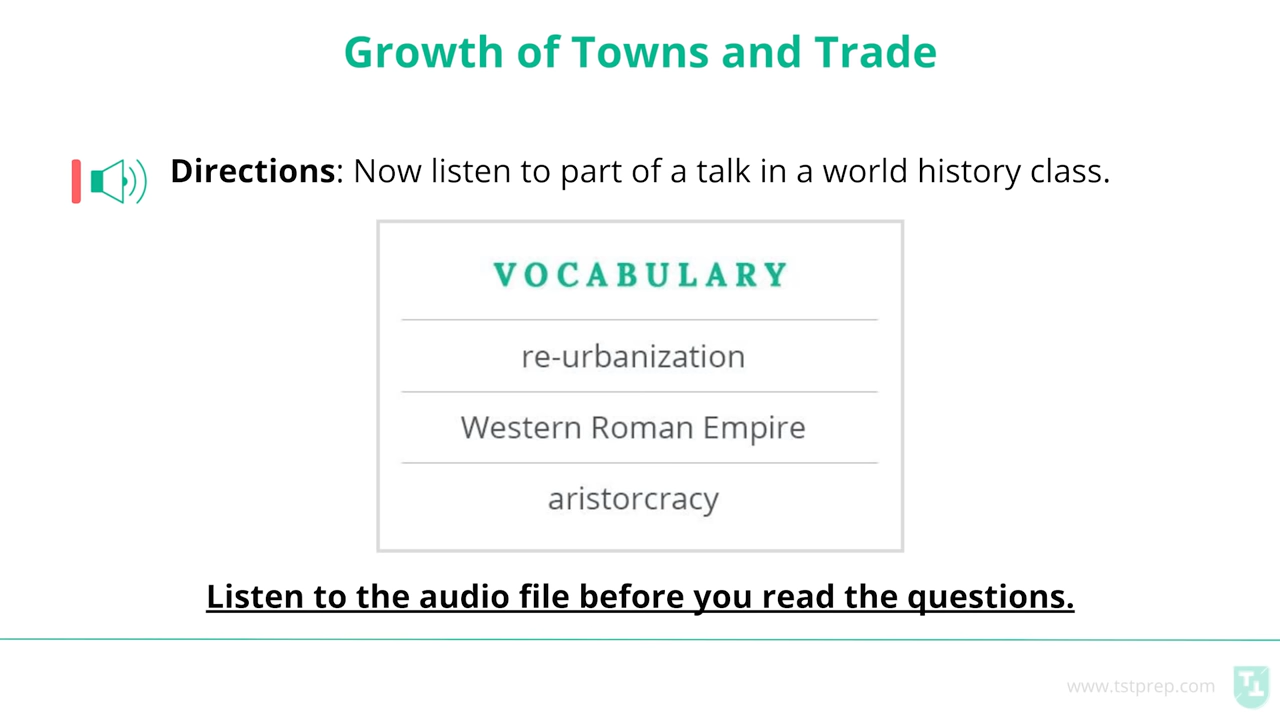 Growth of Towns and Trade
Directions: Now listen to part of a talk in a world history class.
VOCABULARY
re-urbanization
Western Roman Empire
aristorcracy
Listen to the audio file before you read the questions.
www.tstprep.com